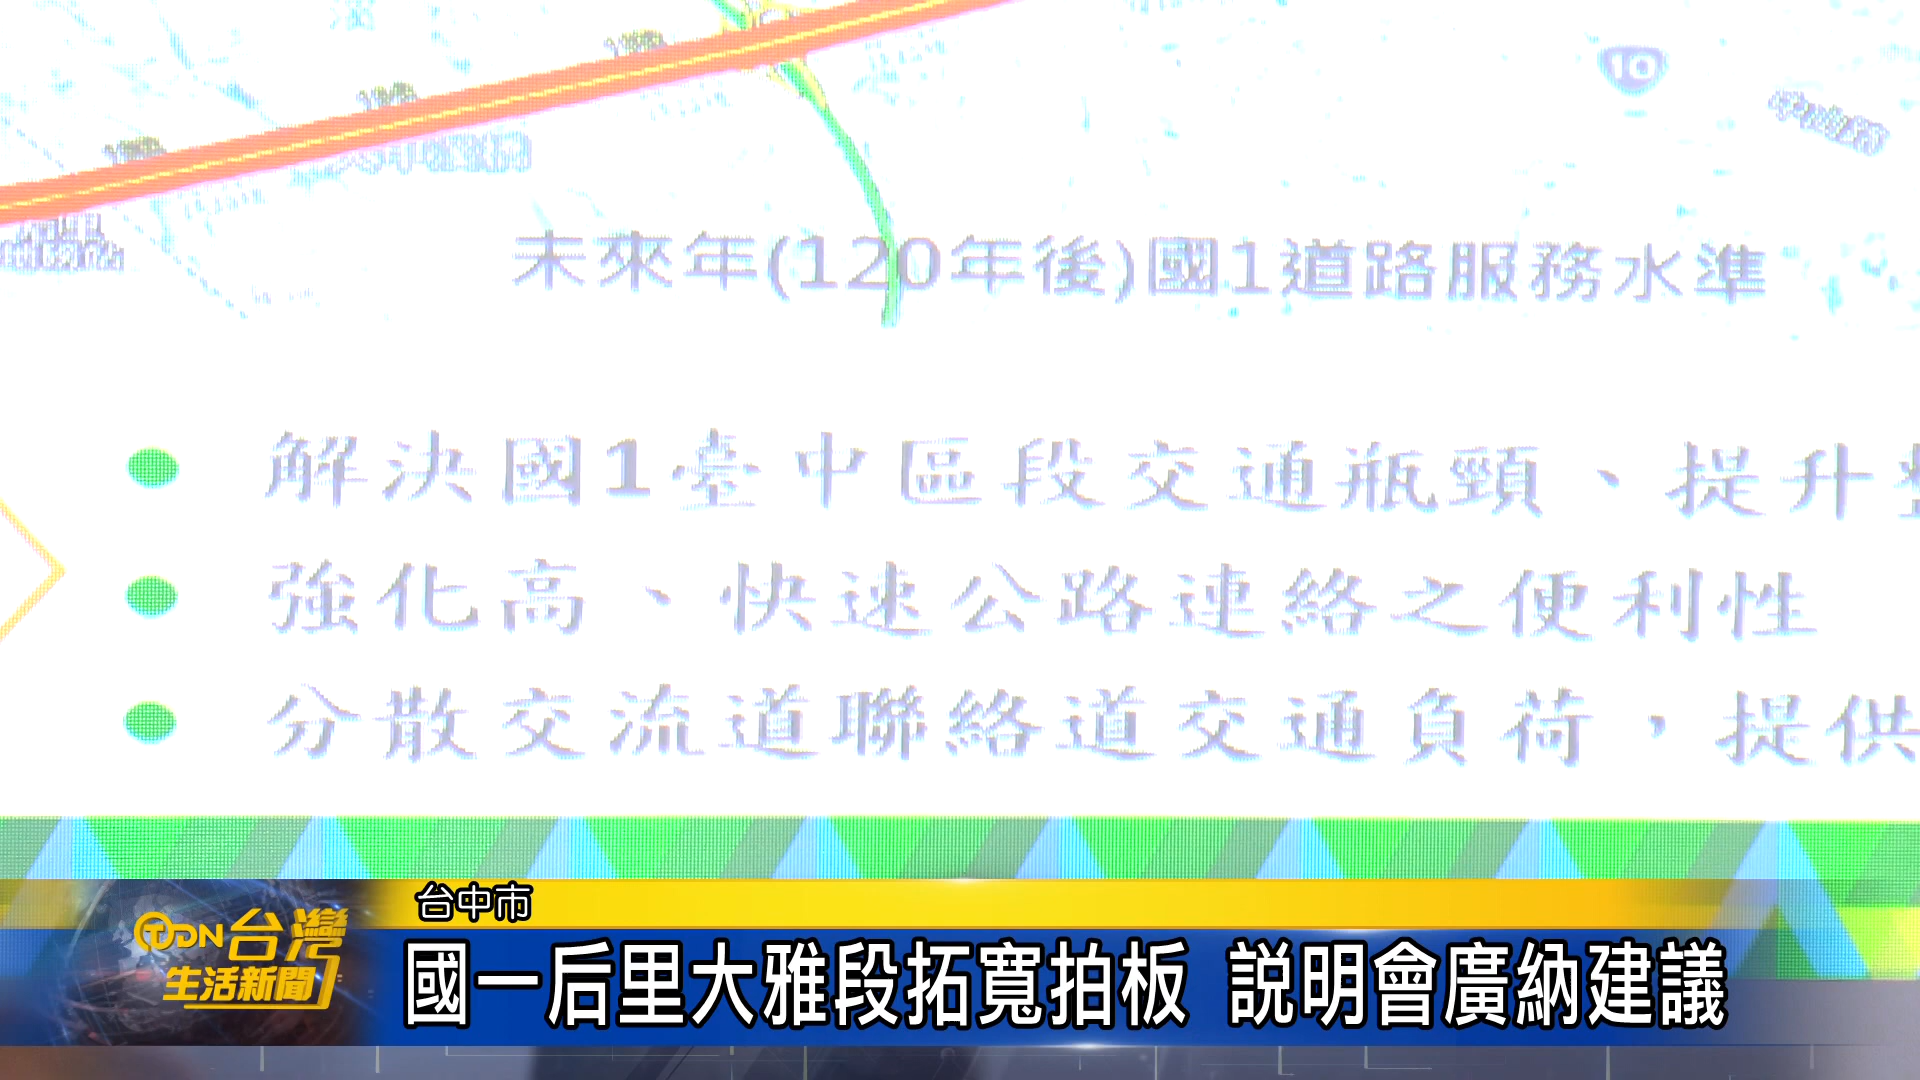 10
未來年(120年後)國1道路服務水準
解決國1臺中區段交通瓶頸、提升
強化高、快速公路連絡之便利性
分散交流道聯絡道交通負荷，提供
台中市
TDN台灣
生活新聞
國一后里大雅段拓寬拍板 説明會廣納建議